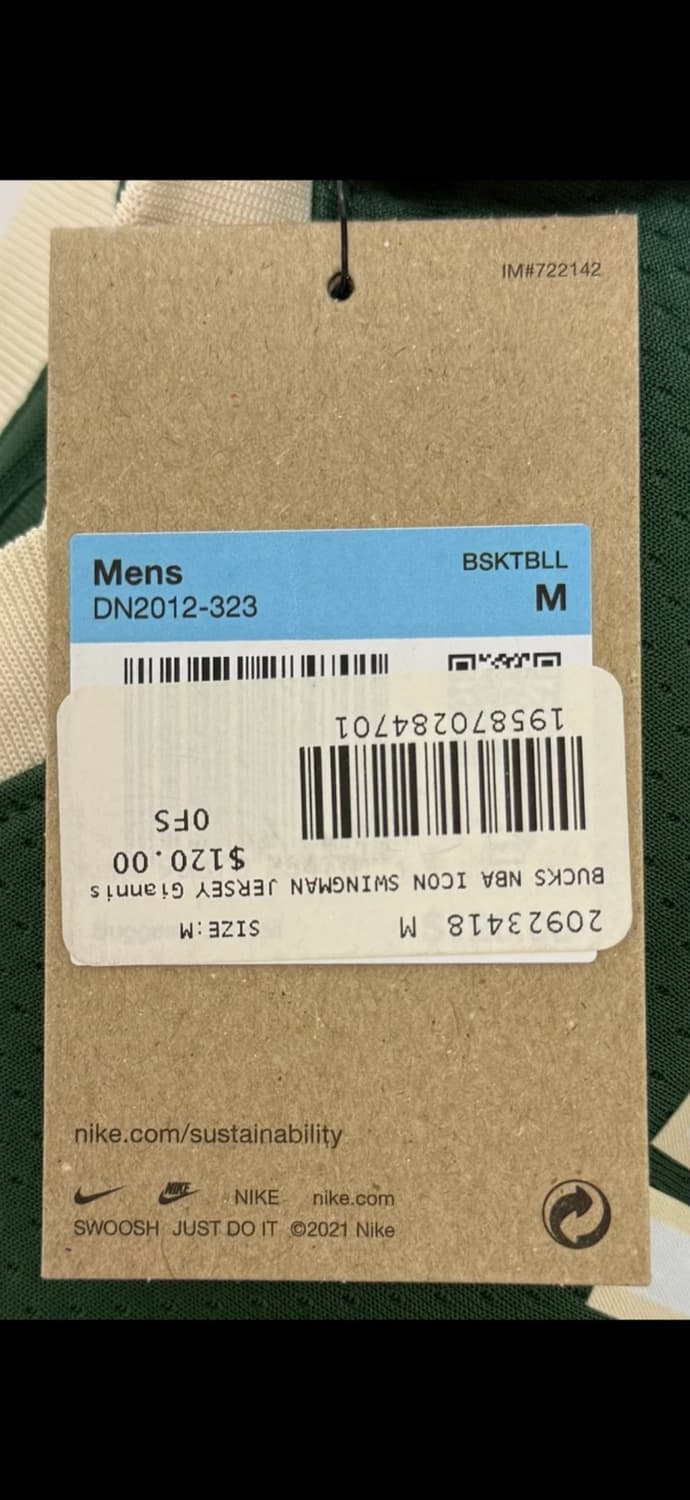 IM#722142
Mens
BSKTBLL
DN2012-323
M
20923418 M SIZE:M
BUCKS NBA ICON SWINGMAN JERSEY Giannis
$120.00
OFS
195870284701
nike.com/sustainability
NIKE NIKE nike.com
SWOOSH JUST DO IT ©2021 Nike